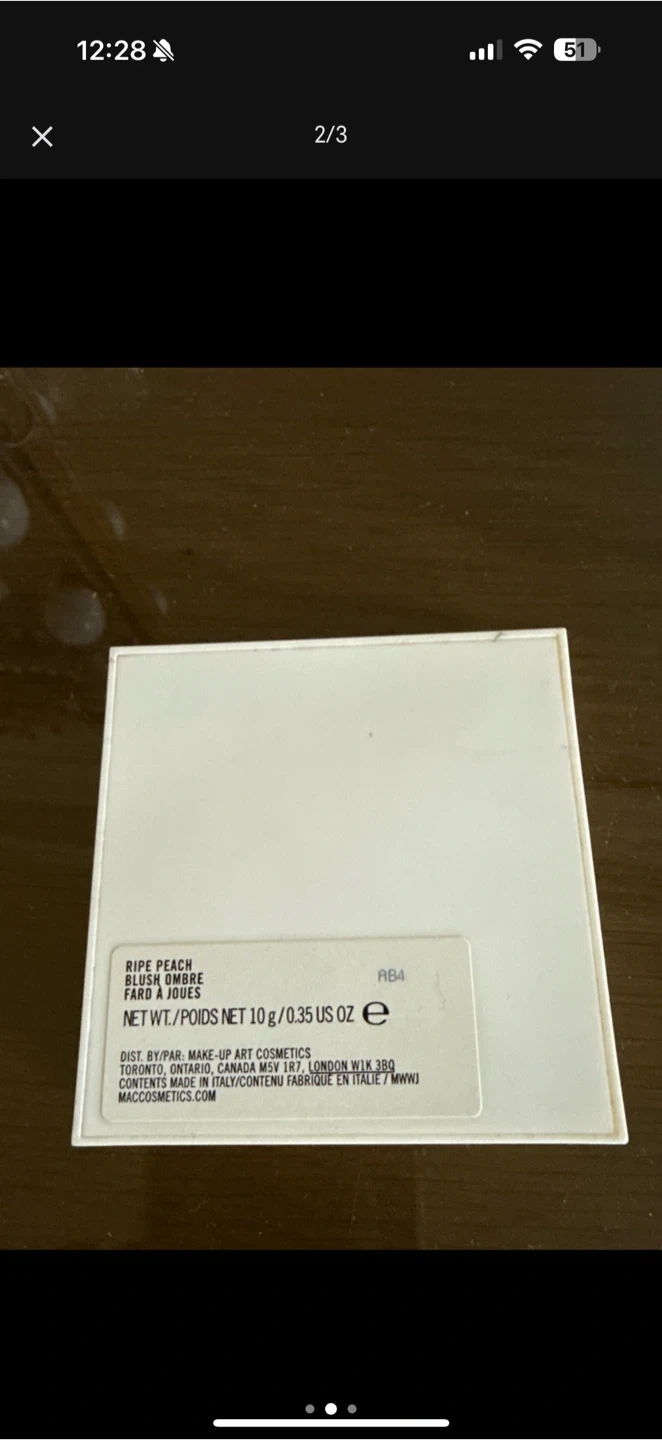 12:28
51
2/3
RIPE PEACH
BLUSH OMBRE
FARD À JOUES
AB4
NET WT./POIDS NET 10 g/0.35 US OZ e
DIST. BY/PAR: MAKE-UP ART COSMETICS
TORONTO, ONTARIO, CANADA M5V 1R7, LONDON W1K 3BQ
CONTENTS MADE IN ITALY/CONTENU FABRIQUÉ EN ITALIE / MWWJ
MACCOSMETICS.COM